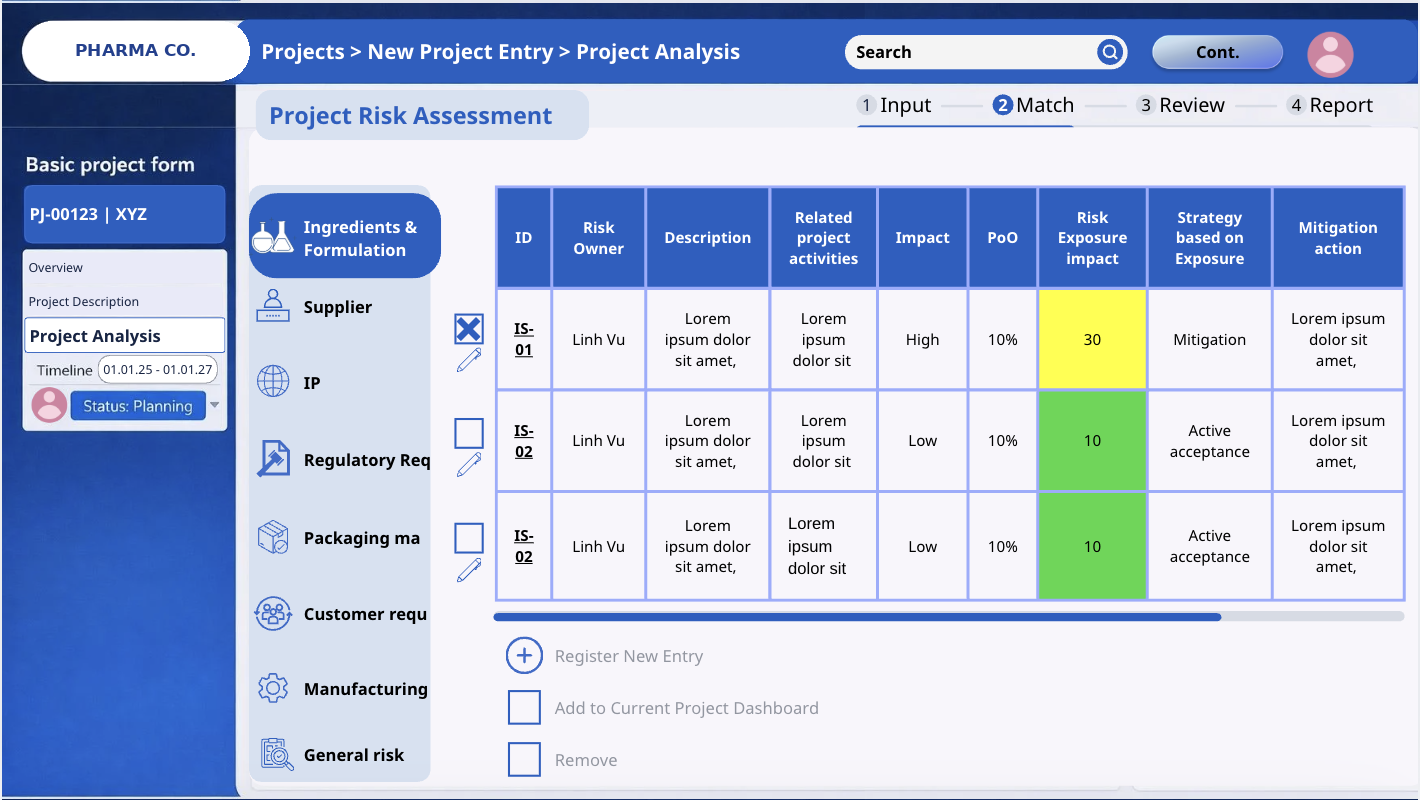 PHARMA CO.
Projects > New Project Entry > Project Analysis
Search
Cont.
Project Risk Assessment
1 Input
2 Match
3 Review
4 Report
Basic project form
PJ-00123 | XYZ
Overview
Project Description
Project Analysis
Timeline 01.01.25 - 01.01.27
Status: Planning
Ingredients &
Formulation
Supplier
IP
Regulatory Req
Packaging ma
Customer requ
Manufacturing
General risk
ID
Risk
Owner
Description
Related
project
activities
Impact
PoO
Risk
Exposure
impact
Strategy
based on
Exposure
Mitigation
action
IS-
01
Linh Vu
Lorem
ipsum dolor
sit amet,
Lorem
ipsum
dolor sit
High
10%
30
Mitigation
Lorem ipsum
dolor sit
amet,
IS-
02
Linh Vu
Lorem
ipsum dolor
sit amet,
Lorem
ipsum
dolor sit
Low
10%
10
Active
acceptance
Lorem ipsum
dolor sit
amet,
IS-
02
Linh Vu
Lorem
ipsum dolor
sit amet,
Lorem
ipsum
dolor sit
Low
10%
10
Active
acceptance
Lorem ipsum
dolor sit
amet,
Register New Entry
Add to Current Project Dashboard
Remove